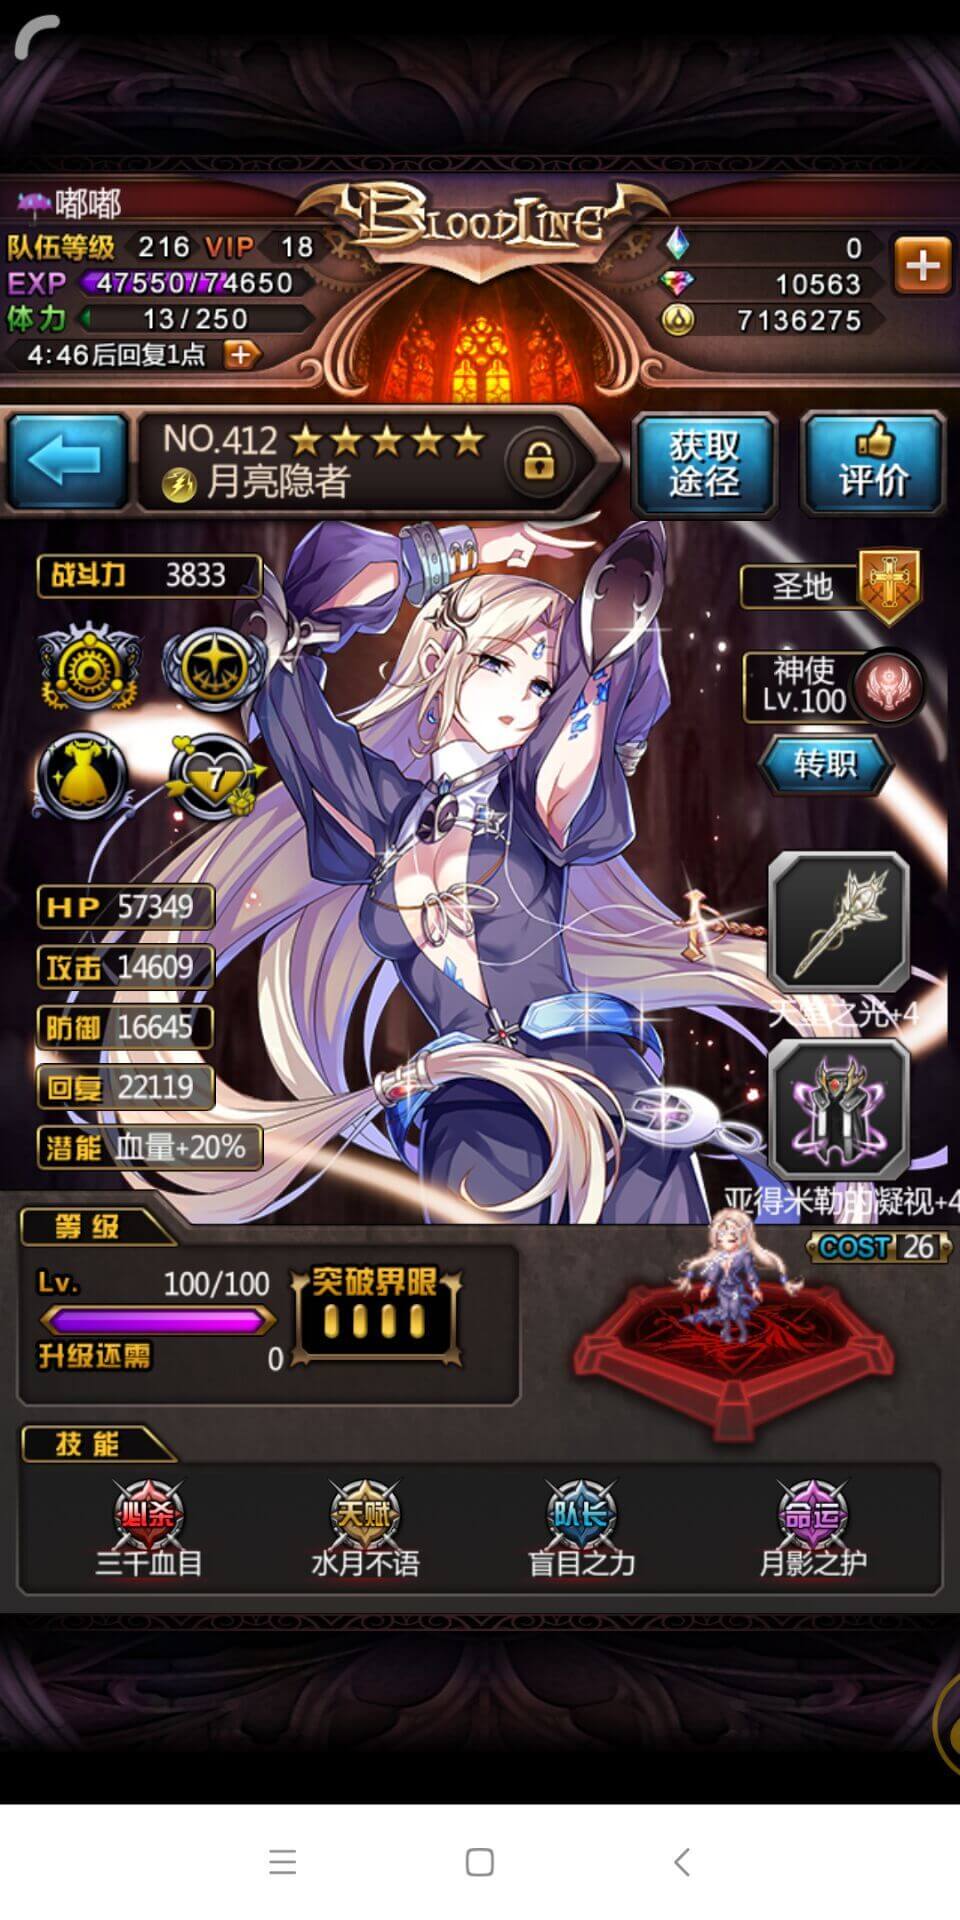 嘟嘟
BLOODLINE
队伍等级 216 VIP 18
0
EXP 47550/74650
10563
体力 13/250
7136275
4:46后回复1点
NO.412
月亮隐者
获取
途径
评价
战斗力 3833
圣地
神使
Lv.100
转职
7
HP 57349
攻击 14609
防御 16645
回复 22119
潜能 血量+20%
天堂之光+4
亚得米勒的凝视+4
COST 26
等级
Lv. 100/100
突破界限
升级还需 0
技能
必杀 天赋 队长 命运
三千血目 水月不语 盲目之力 月影之护